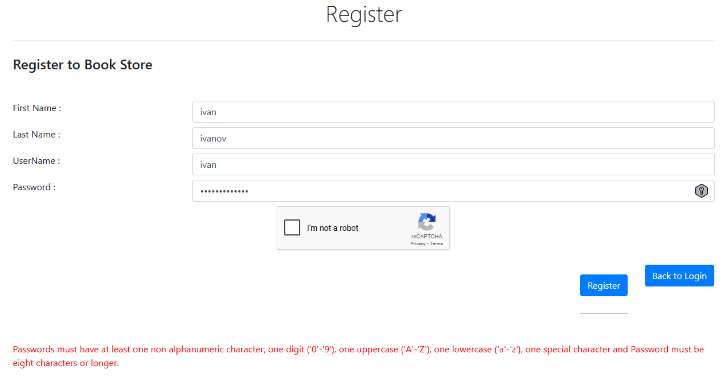 Register
Register to Book Store
First Name :
ivan
Last Name :
ivanov
UserName :
ivan
Password :
•••••••••••••
I'm not a robot
reCAPTCHA
Privacy - Terms
Back to Login
Register
Passwords must have at least one non alphanumeric character, one digit ('0'-'9'), one uppercase ('A'-'Z'), one lowercase ('a'-'z'), one special character and Password must be
eight characters or longer.